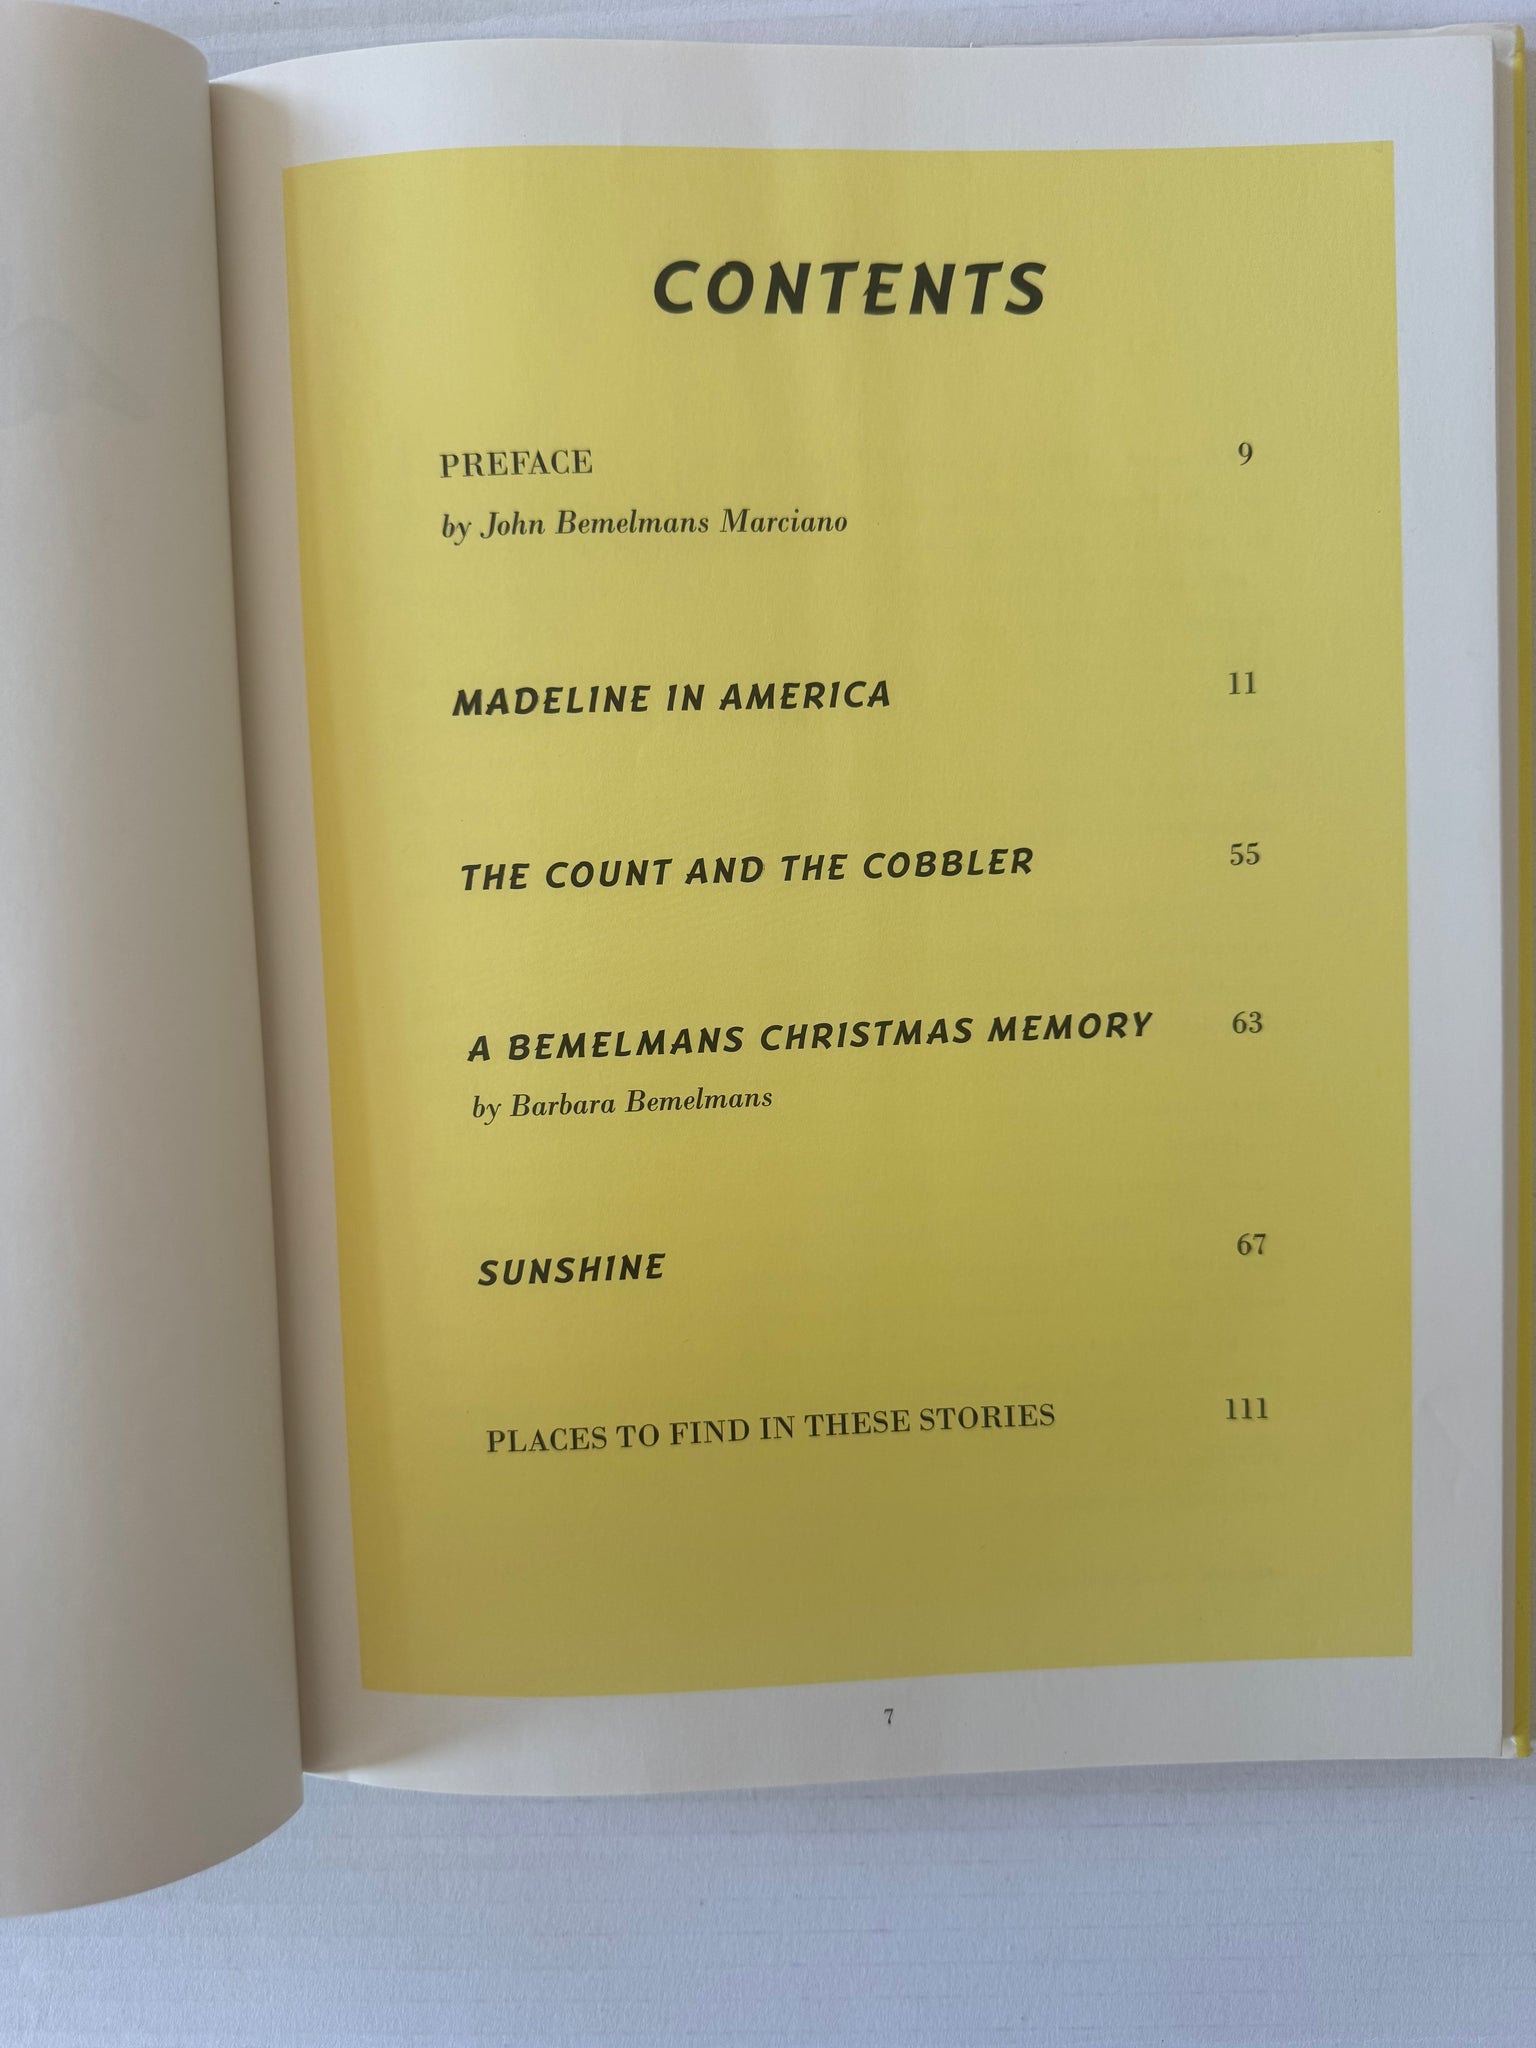 CONTENTS
PREFACE 9
by John Bemelmans Marciano
MADELINE IN AMERICA 11
THE COUNT AND THE COBBLER 55
A BEMELMANS CHRISTMAS MEMORY 63
by Barbara Bemelmans
SUNSHINE 67
PLACES TO FIND IN THESE STORIES 111
7